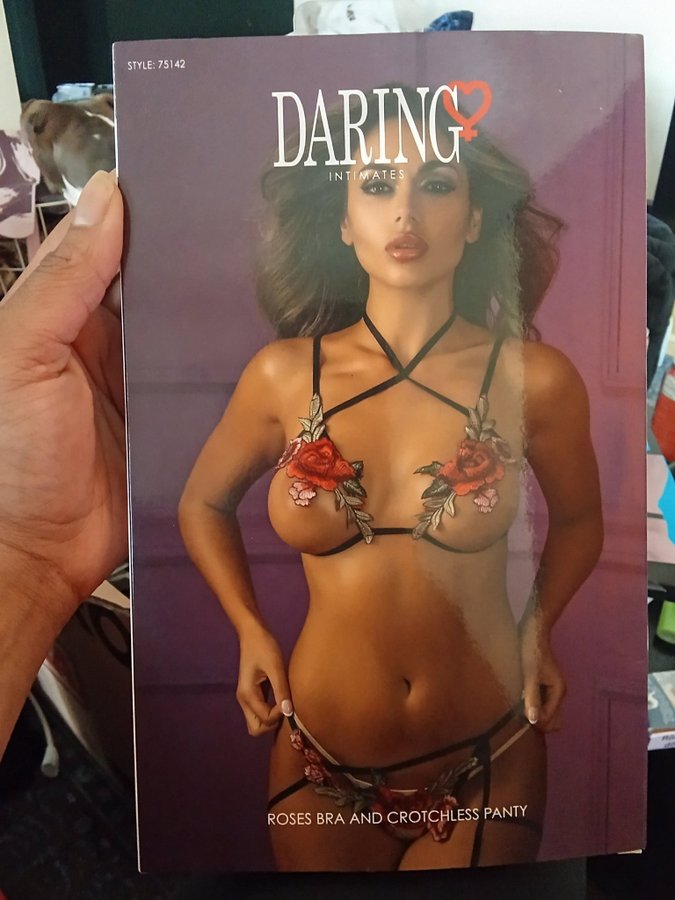 STYLE: 75142
DARING
INTIMATES
ROSES BRA AND CROTCHLESS PANTY